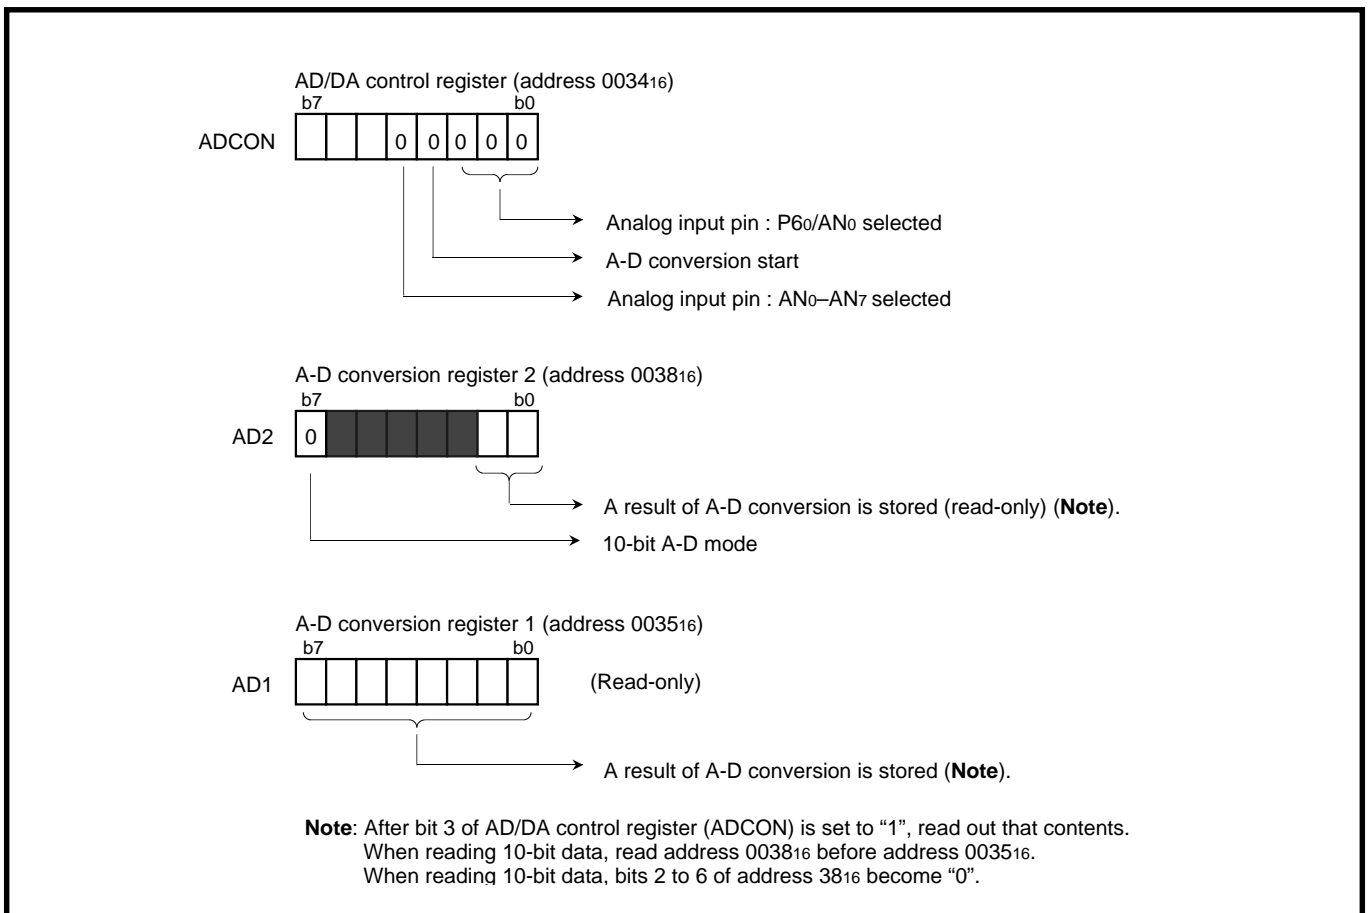 AD/DA control register (address 003416)
b7 b0
ADCON 0 0 0 0 0
Analog input pin : P60/AN0 selected
A-D conversion start
Analog input pin : AN0–AN7 selected
A-D conversion register 2 (address 003816)
b7 b0
AD2 0
A result of A-D conversion is stored (read-only) (Note).
10-bit A-D mode
A-D conversion register 1 (address 003516)
b7 b0
AD1 (Read-only)
A result of A-D conversion is stored (Note).
Note: After bit 3 of AD/DA control register (ADCON) is set to “1”, read out that contents.
When reading 10-bit data, read address 003816 before address 003516.
When reading 10-bit data, bits 2 to 6 of address 3816 become “0”.